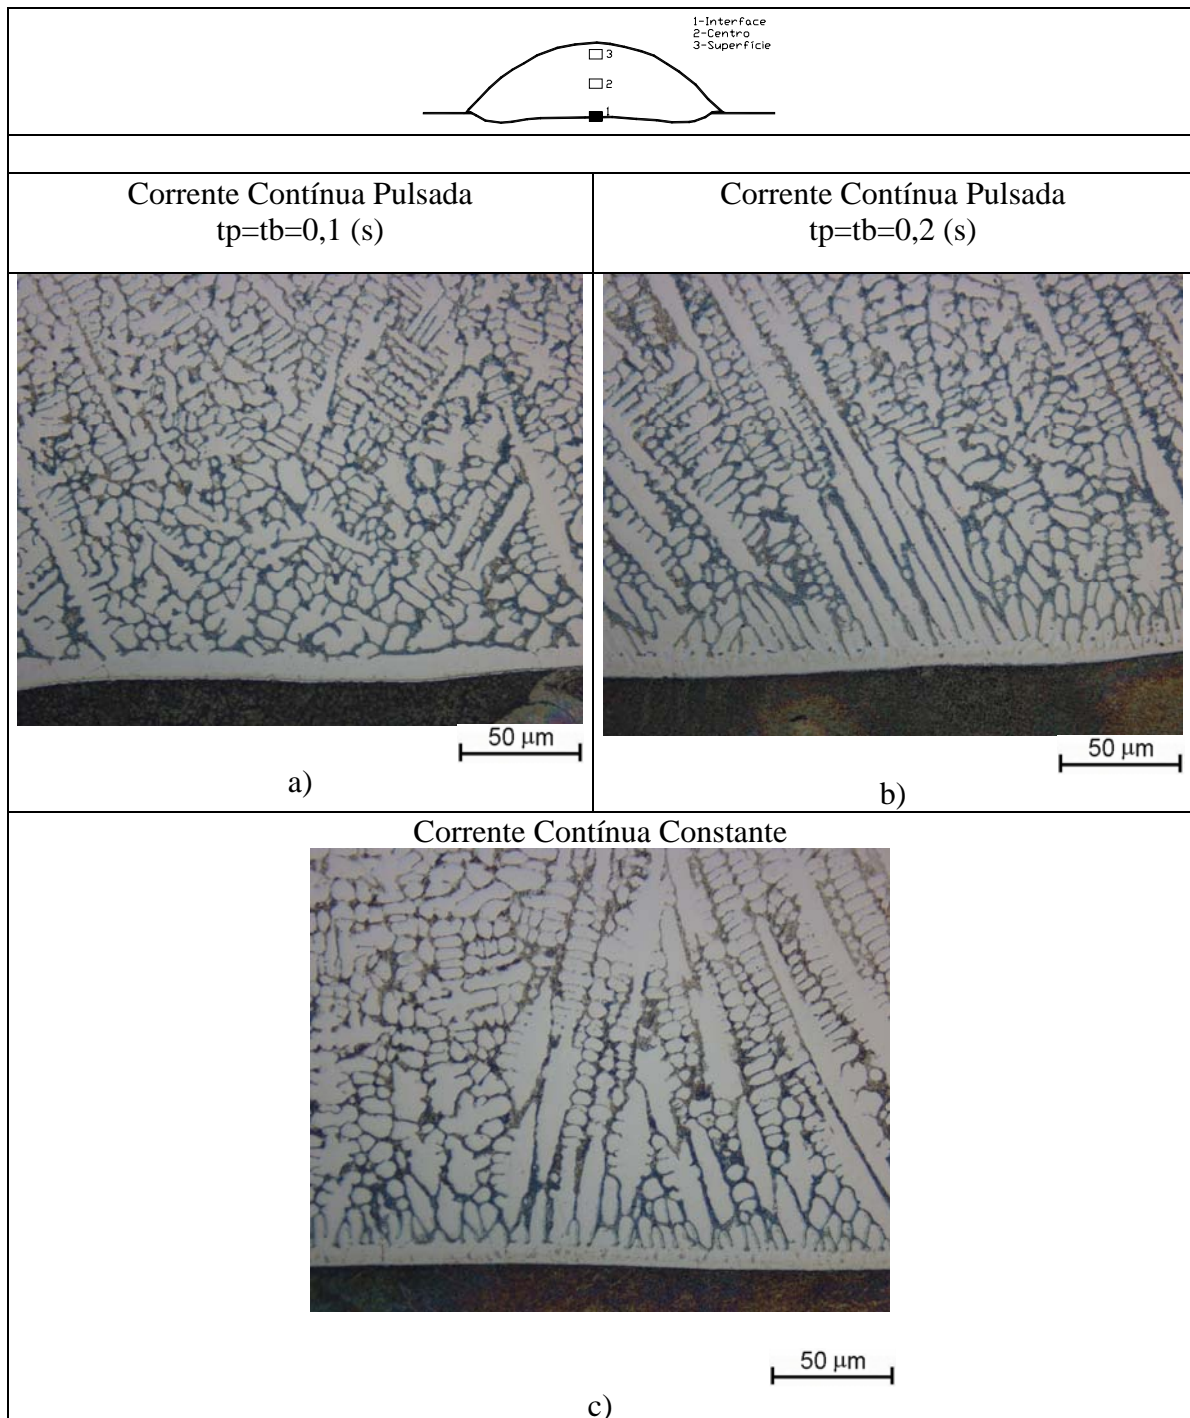 1-Interface
2-Centro
3-Superfície
3
2
1
Corrente Contínua Pulsada
tp=tb=0,1 (s)
Corrente Contínua Pulsada
tp=tb=0,2 (s)
50 μm
a)
50 μm
b)
Corrente Contínua Constante
50 μm
c)